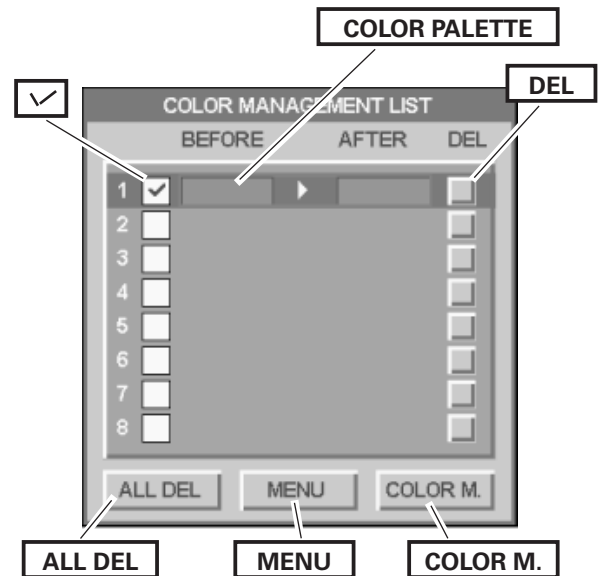 COLOR PALETTE
DEL
COLOR MANAGEMENT LIST
BEFORE AFTER DEL
1
2
3
4
5
6
7
8
ALL DEL MENU COLOR M.
ALL DEL MENU COLOR M.